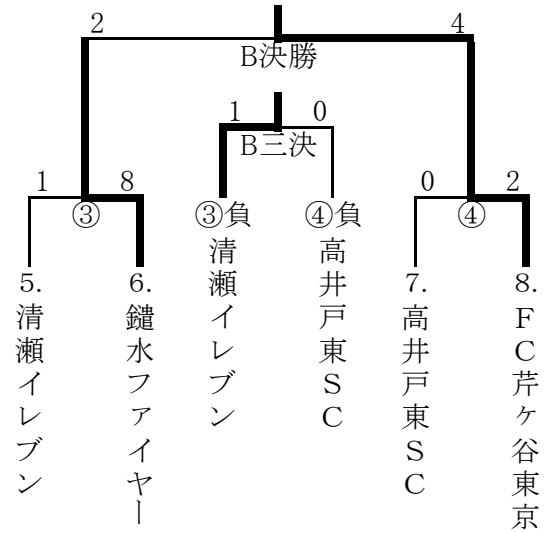 2
4
B決勝
1
0
B三決
1
8
0
2
③
③負
④負
④
5.清瀬イレブン
6.鑓水ファイヤー
清瀬イレブン
高井戸東SC
7.高井戸東SC
8.FC芹ケ谷東京